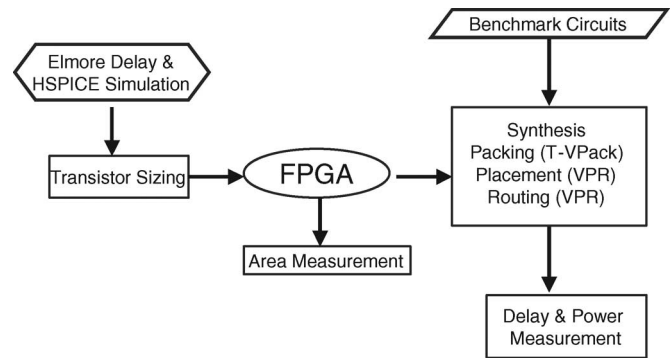 Benchmark Circuits
Elmore Delay &
HSPICE Simulation
Synthesis
Packing (T-VPack)
Placement (VPR)
Routing (VPR)
Transistor Sizing
FPGA
Area Measurement
Delay & Power
Measurement